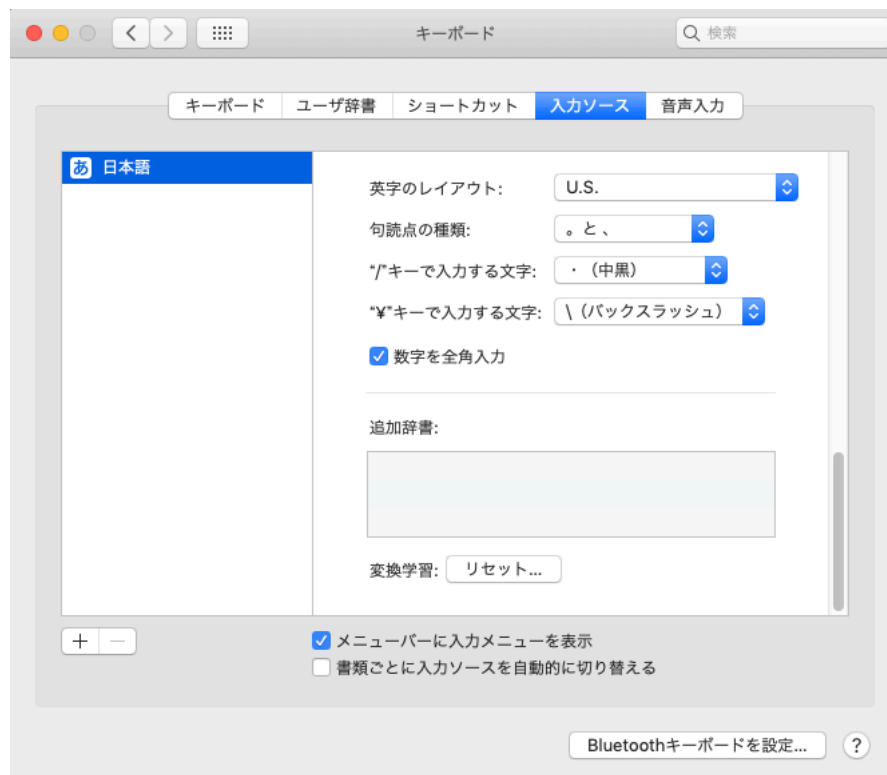 キーボード
検索
キーボード ユーザ辞書 ショートカット 入力ソース 音声入力
あ 日本語
英字のレイアウト: U.S.
句読点の種類: 。と、
“/”キーで入力する文字: ・（中黒）
“¥”キーで入力する文字: \（バックスラッシュ）
数字を全角入力
追加辞書:
変換学習: リセット...
+ −
メニューバーに入力メニューを表示
書類ごとに入力ソースを自動的に切り替える
Bluetoothキーボードを設定... ?